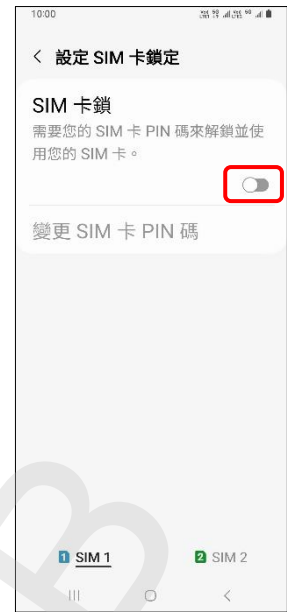 10:00
設定 SIM 卡鎖定
SIM 卡鎖
需要您的 SIM 卡 PIN 碼來解鎖並使
用您的 SIM 卡。
變更 SIM 卡 PIN 碼
1 SIM 1
2 SIM 2